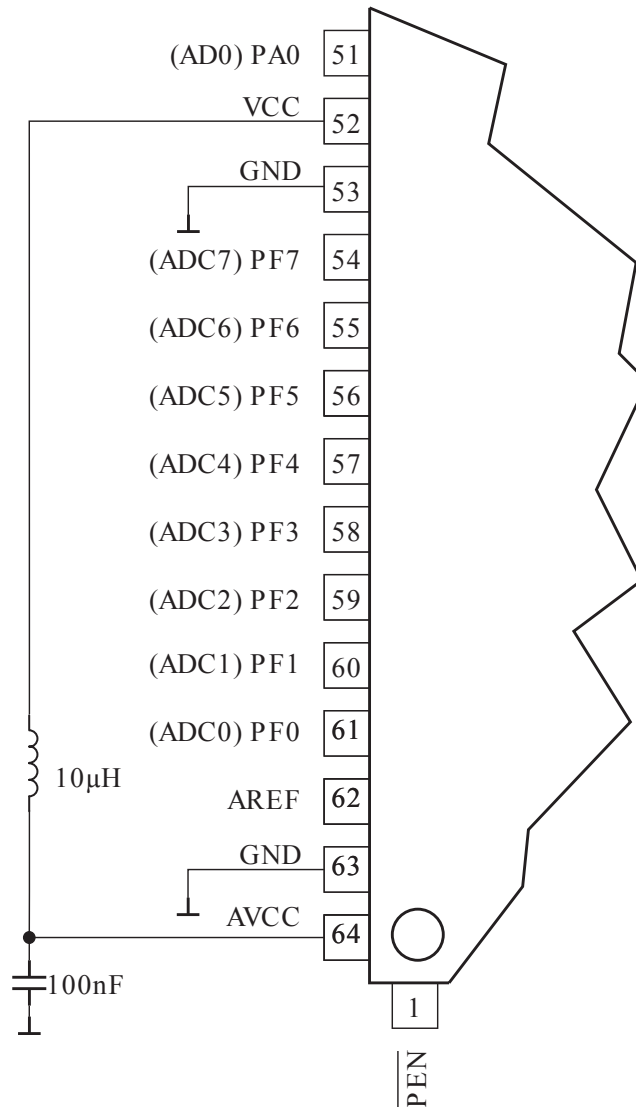 (AD0) PA0 51
VCC 52
GND 53
(ADC7) PF7 54
(ADC6) PF6 55
(ADC5) PF5 56
(ADC4) PF4 57
(ADC3) PF3 58
(ADC2) PF2 59
(ADC1) PF1 60
(ADC0) PF0 61
10μH
AREF 62
GND 63
AVCC 64
100nF
1
PEN